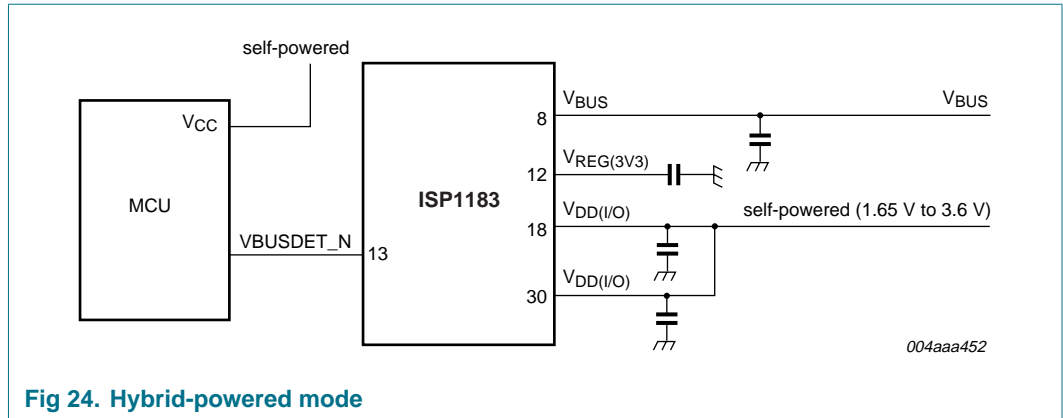 self-powered
VCC
MCU
VBUSDET_N
13
ISP1183
8
VBUS
VBUS
12
VREG(3V3)
18
VDD(I/O)
self-powered (1.65 V to 3.6 V)
30
VDD(I/O)
004aaa452
Fig 24. Hybrid-powered mode